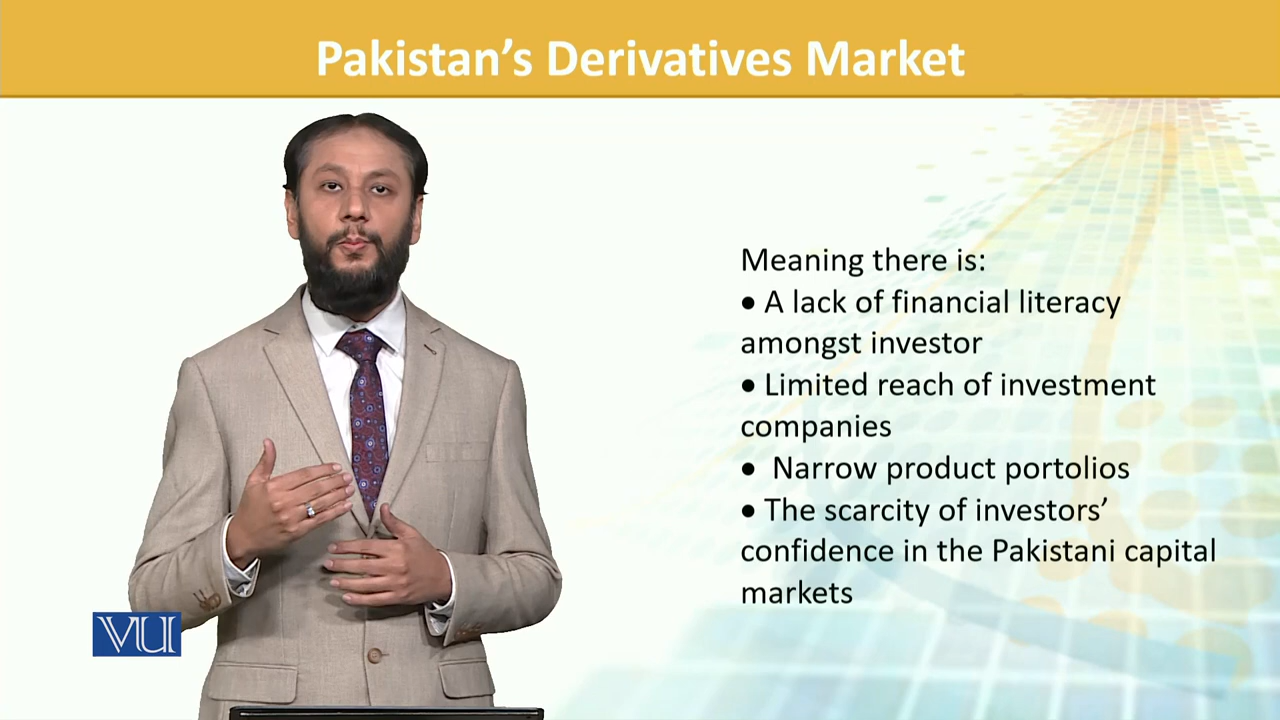 Pakistan’s Derivatives Market
Meaning there is:
• A lack of financial literacy
amongst investor
• Limited reach of investment
companies
• Narrow product portolios
• The scarcity of investors’
confidence in the Pakistani capital
markets
VU